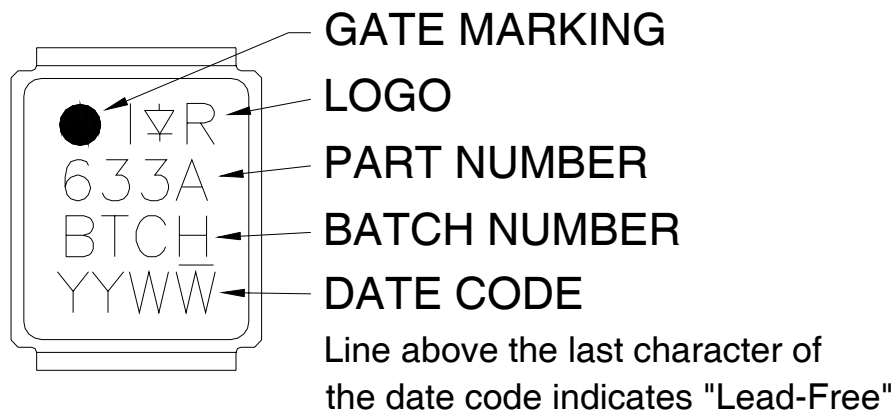 GATE MARKING
I R
LOGO
633A
PART NUMBER
BTCH
BATCH NUMBER
YYWW
DATE CODE
Line above the last character of
the date code indicates "Lead-Free"